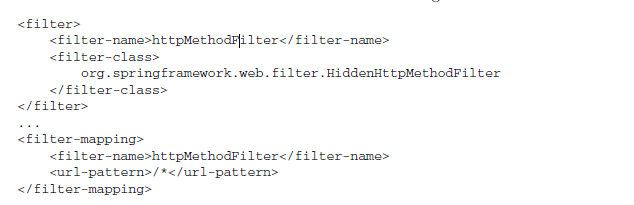 <filter>
    <filter-name>httpMethodFilter</filter-name>
    <filter-class>
        org.springframework.web.filter.HiddenHttpMethodFilter
    </filter-class>
</filter>
...
<filter-mapping>
    <filter-name>httpMethodFilter</filter-name>
    <url-pattern>/*</url-pattern>
</filter-mapping>